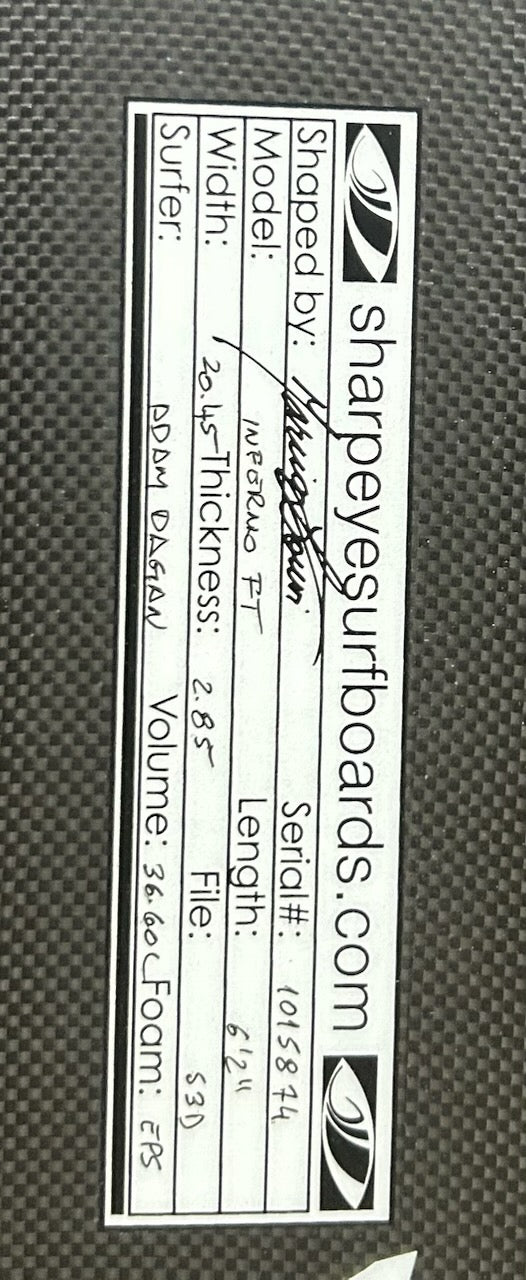 sharpeyesurfboards.com
Shaped by: Serial#: 1015874
Model: INFERNO FT Length: 6'2"
Width: 20.45 Thickness: 2.85 File: S3D
Surfer: ADAM DAGAN Volume: 36.60L Foam: EPS